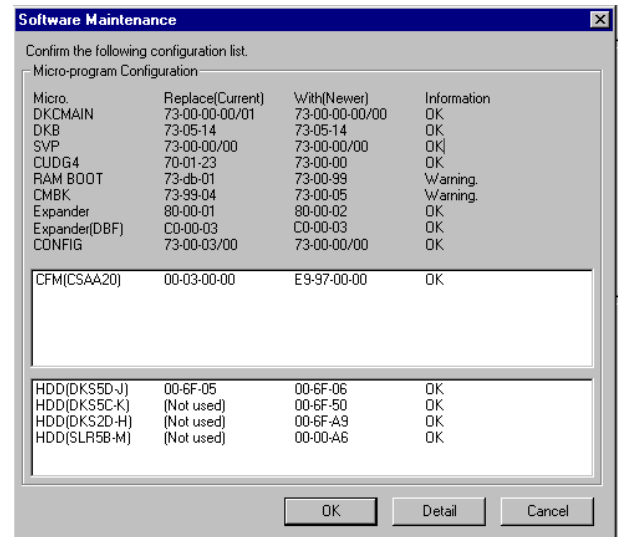 Software Maintenance
Confirm the following configuration list.
Micro-program Configuration
Micro. Replace(Current) With(Newer) Information
DKCMAIN 73-00-00-00/01 73-00-00-00/00 OK
DKB 73-05-14 73-05-14 OK
SVP 73-00-00/00 73-00-00/00 OK
CUDG4 70-01-23 73-00-00 OK
RAM BOOT 73-db-01 73-00-99 Warning.
CMBK 73-99-04 73-00-05 Warning.
Expander 80-00-01 80-00-02 OK
Expander(DBF) C0-00-03 C0-00-03 OK
CONFIG 73-00-03/00 73-00-00/00 OK
CFM(CSAA20) 00-03-00-00 E9-97-00-00 OK
HDD(DKS5D-J) 00-6F-05 00-6F-06 OK
HDD(DKS5C-K) (Not used) 00-6F-50 OK
HDD(DKS2D-H) (Not used) 00-6F-A9 OK
HDD(SLR5B-M) (Not used) 00-00-A6 OK
OK Detail Cancel